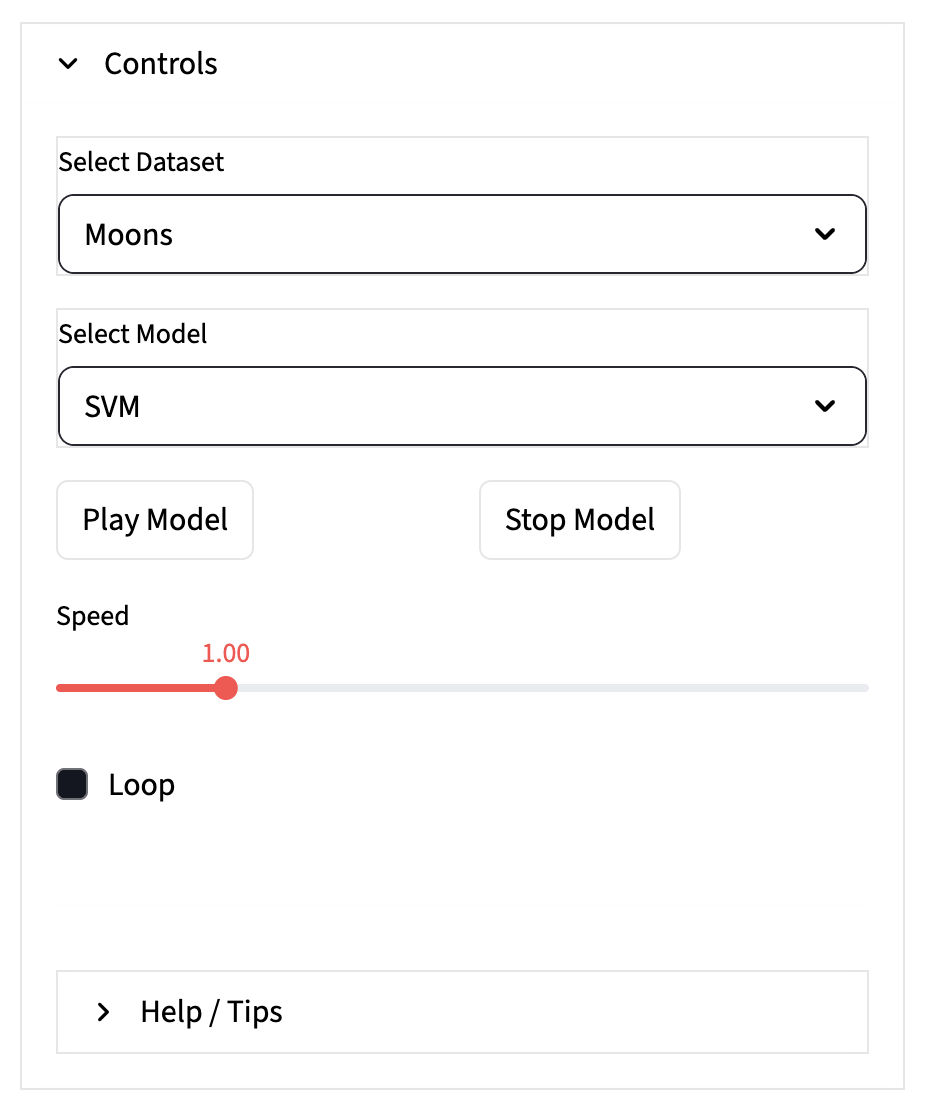 Controls
Select Dataset
Moons
Select Model
SVM
Play Model
Stop Model
Speed
1.00
Loop
Help / Tips